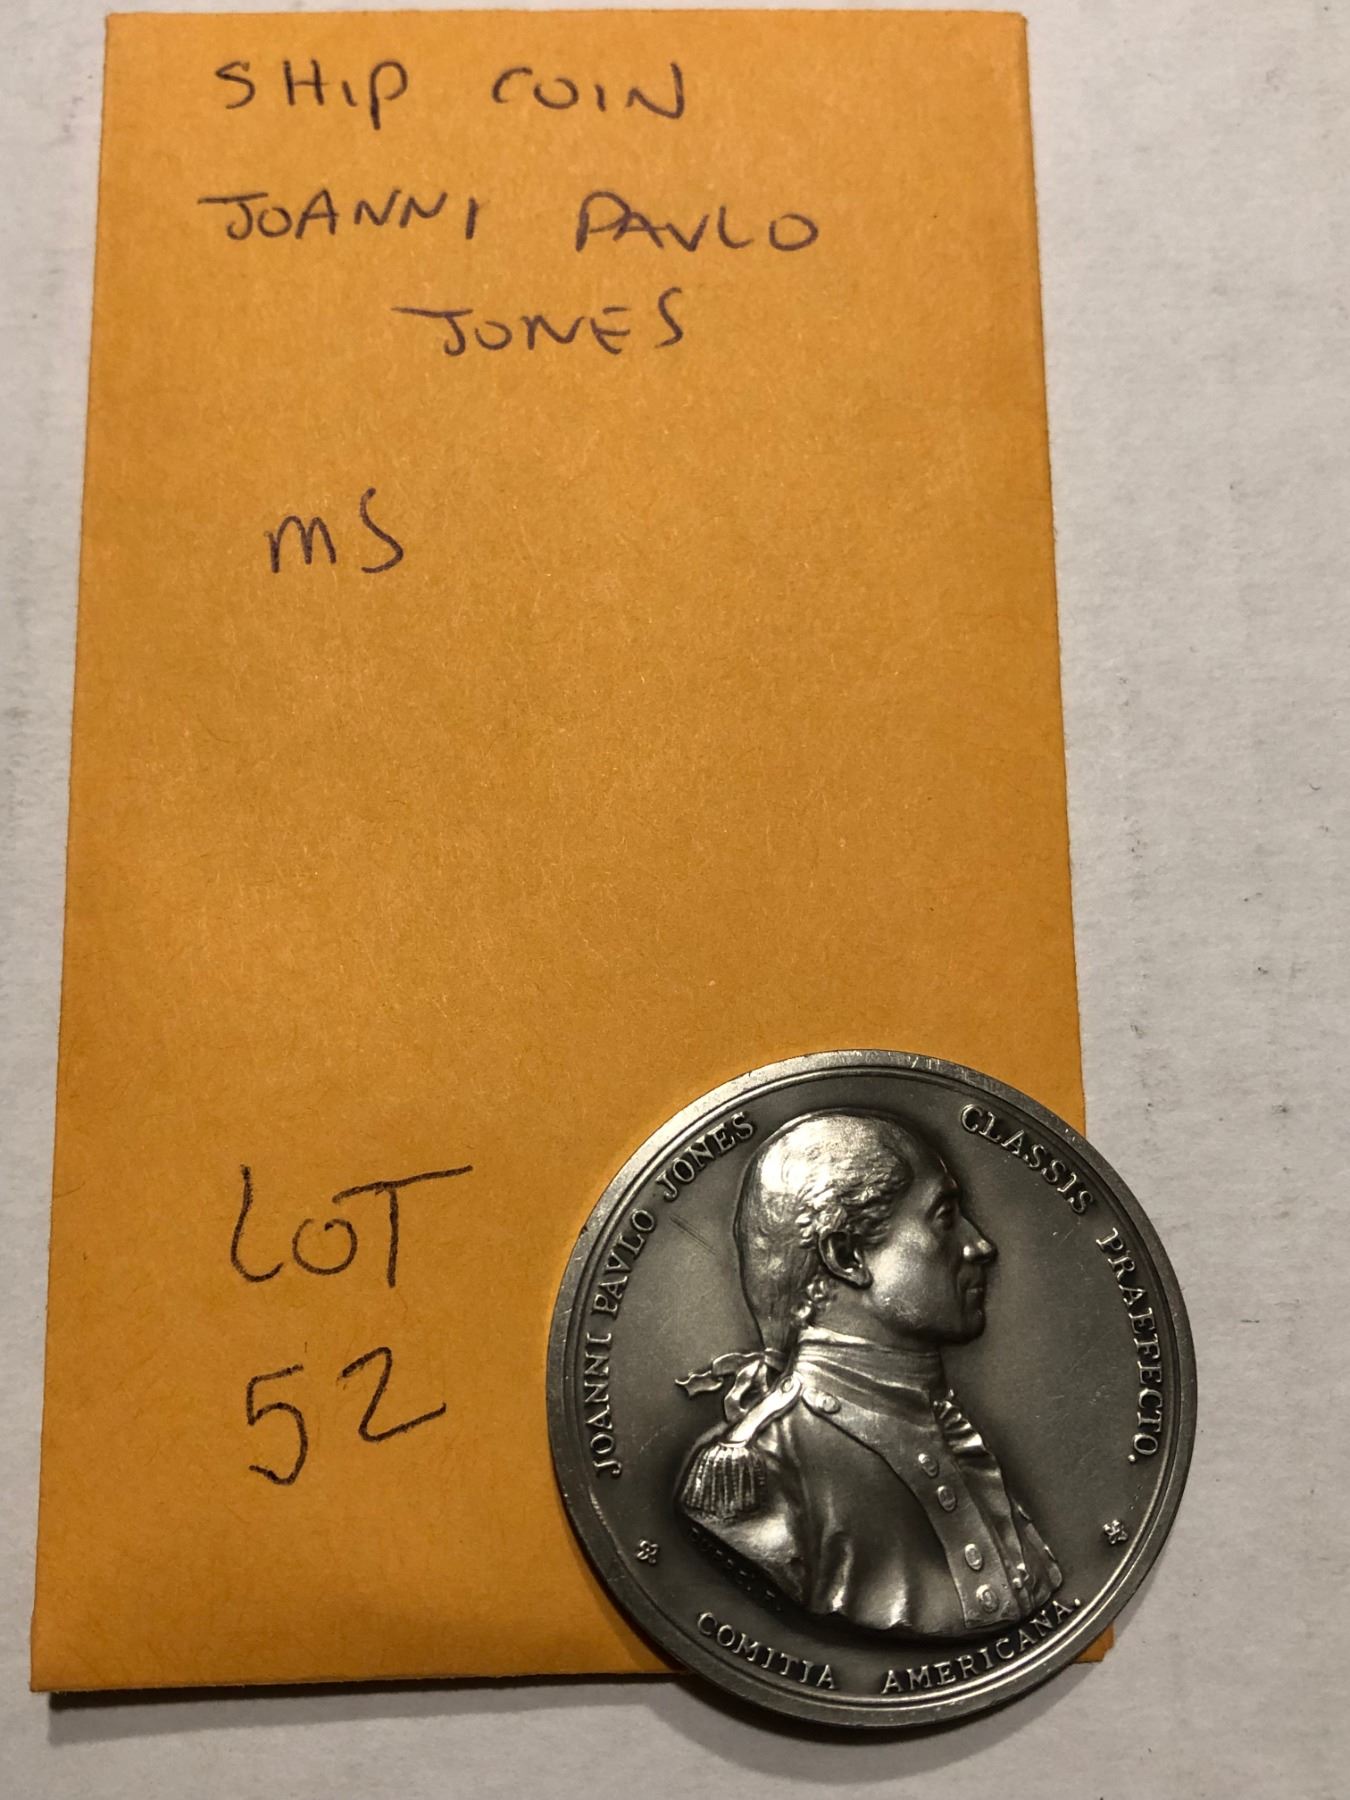 SHIP COIN
JOANNI PAVLO
JONES
MS
LOT
52
JOANNI PAVLO JONES CLASSIS PRAEFECTO.
COMITIA AMERICANA.